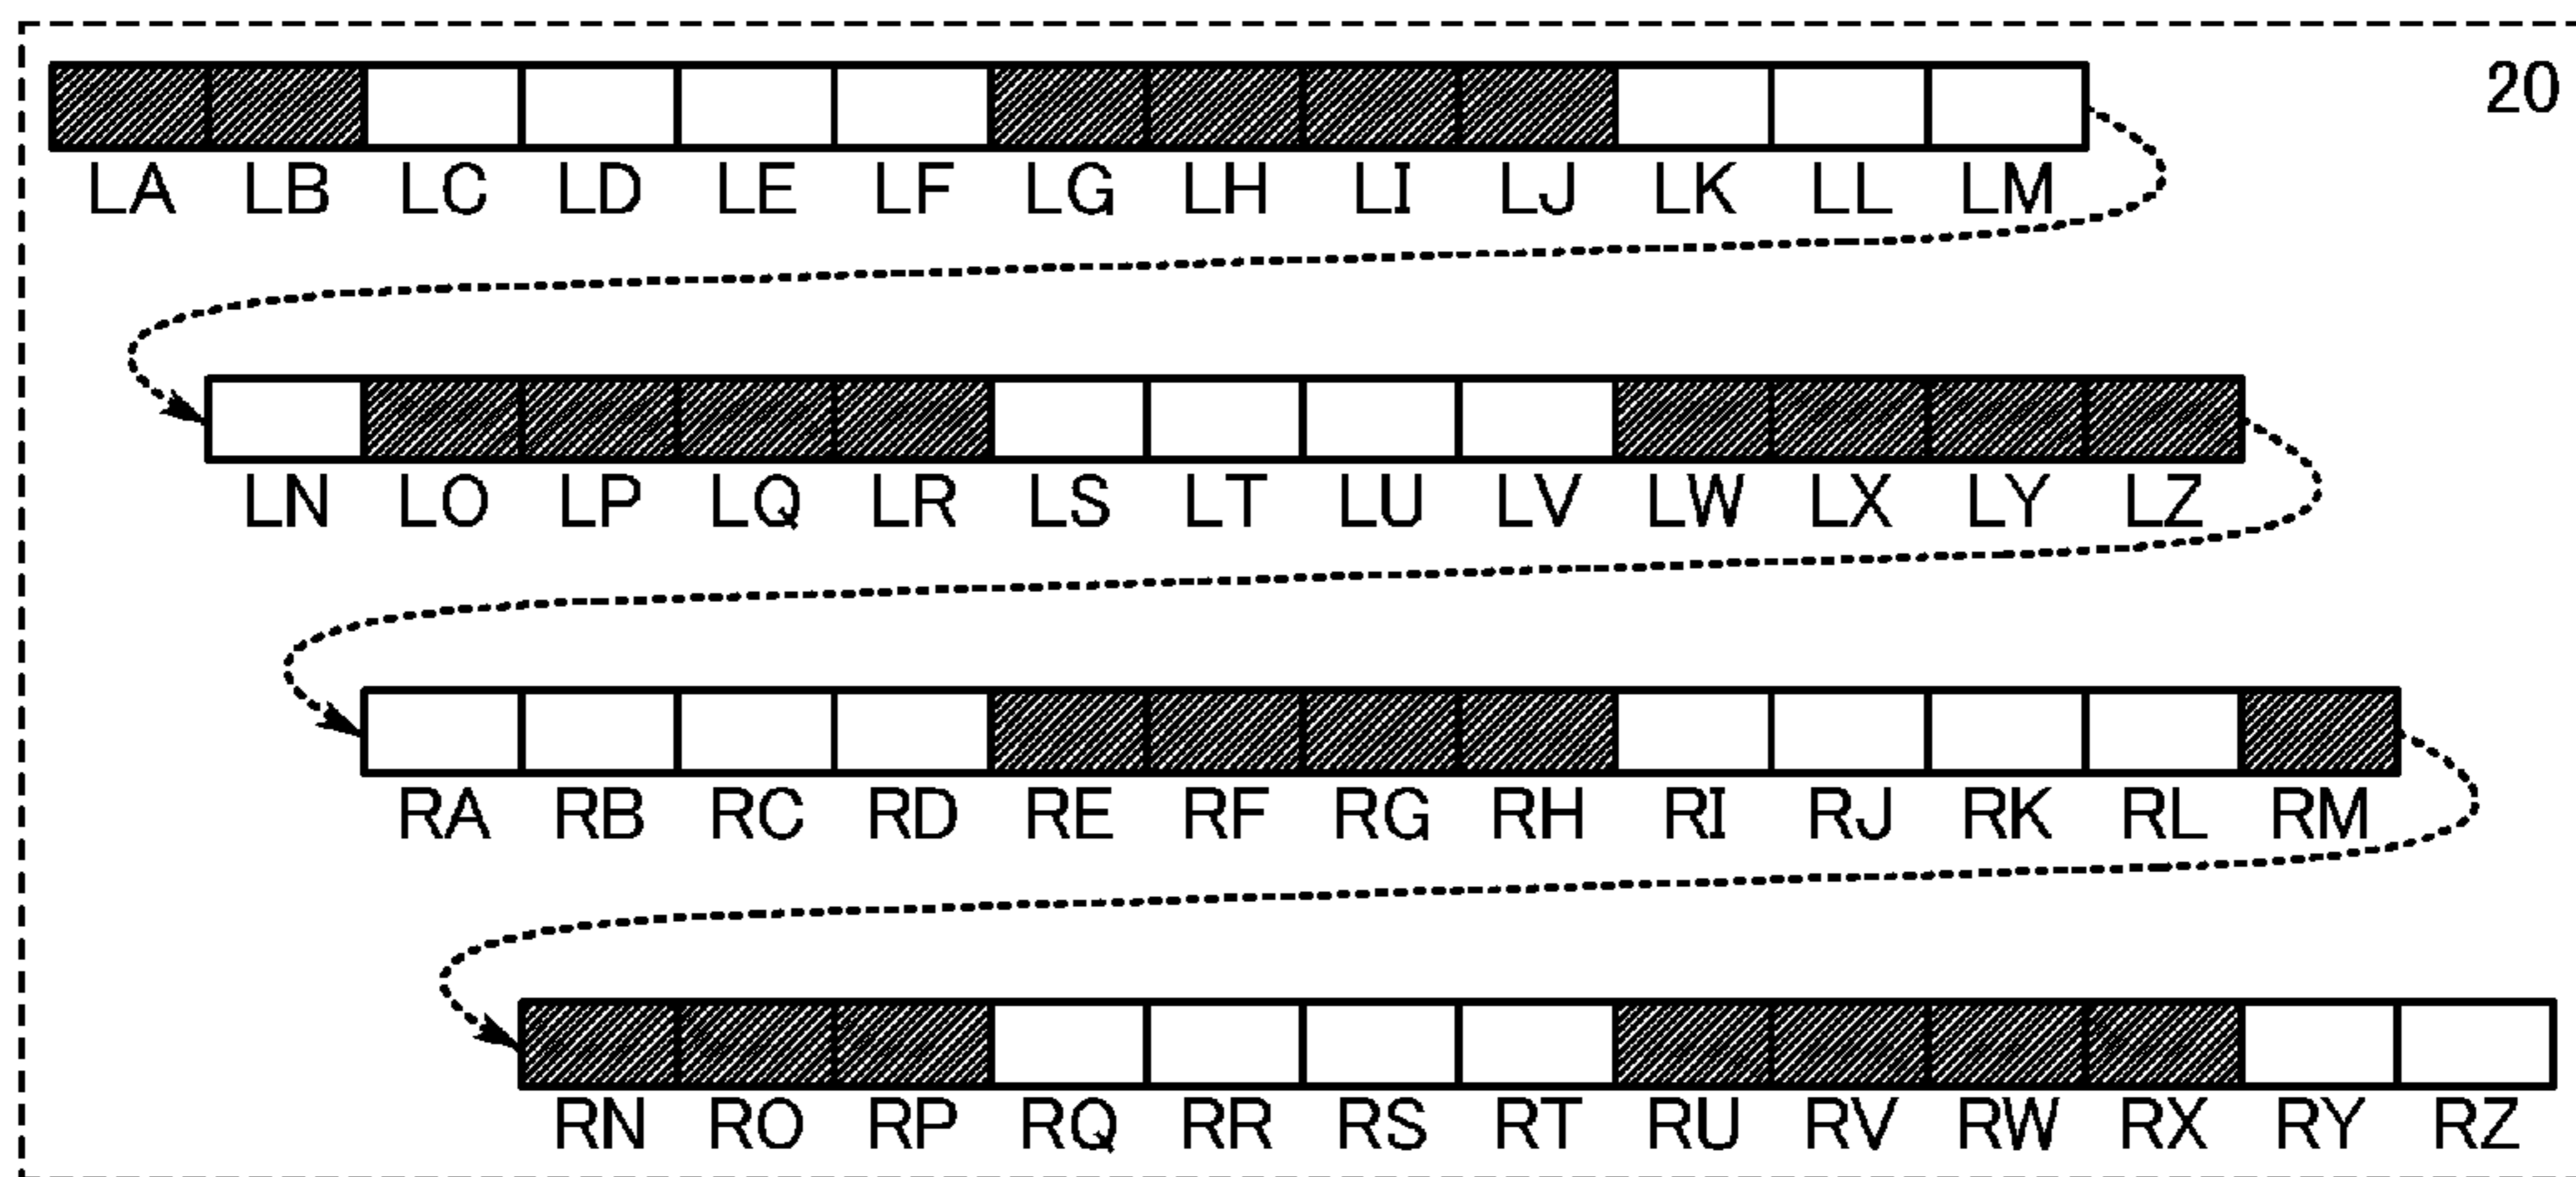 20
LA LB LC LD LE LF LG LH LI LJ LK LL LM
LN LO LP LQ LR LS LT LU LV LW LX LY LZ
RA RB RC RD RE RF RG RH RI RJ RK RL RM
RN RO RP RQ RR RS RT RU RV RW RX RY RZ